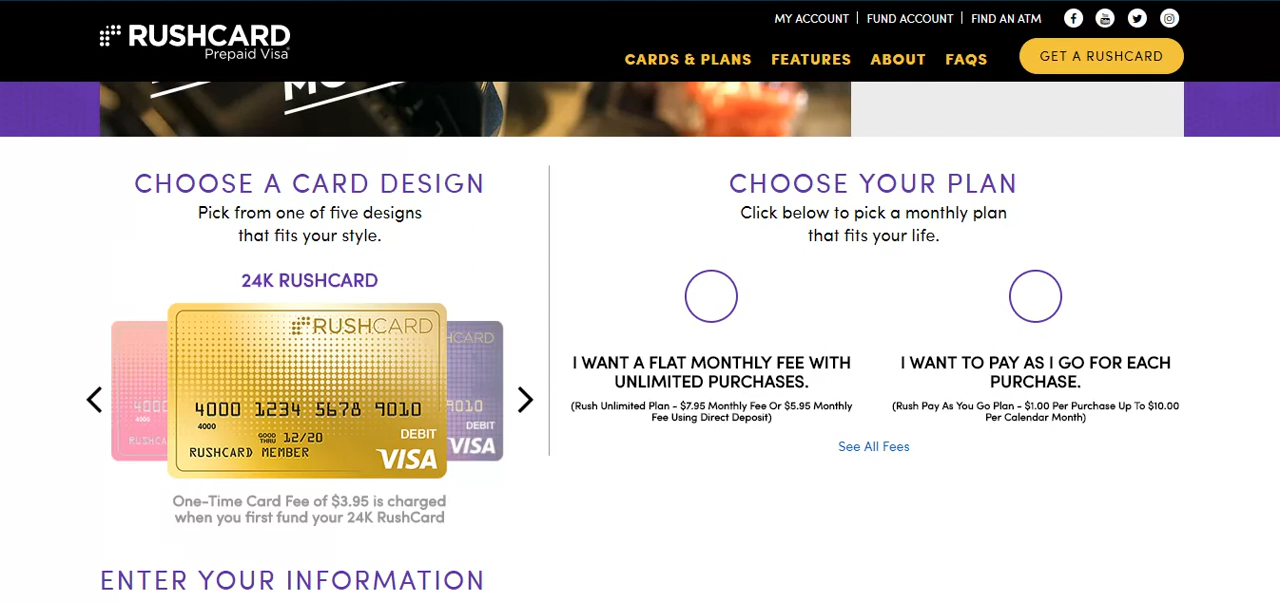 MY ACCOUNT | FUND ACCOUNT | FIND AN ATM
RUSHCARD
Prepaid Visa
CARDS & PLANS FEATURES ABOUT FAQS
GET A RUSHCARD
CHOOSE A CARD DESIGN
Pick from one of five designs
that fits your style.
24K RUSHCARD
RUSHCARD
4000 1234 5678 9010
4000
GOOD THRU 12/20
DEBIT
RUSHCARD MEMBER
VISA
9010
DEBIT
VISA
One-Time Card Fee of $3.95 is charged
when you first fund your 24K RushCard
CHOOSE YOUR PLAN
Click below to pick a monthly plan
that fits your life.
I WANT A FLAT MONTHLY FEE WITH
UNLIMITED PURCHASES.
(Rush Unlimited Plan - $7.95 Monthly Fee Or $5.95 Monthly
Fee Using Direct Deposit)
I WANT TO PAY AS I GO FOR EACH
PURCHASE.
(Rush Pay As You Go Plan - $1.00 Per Purchase Up To $10.00
Per Calendar Month)
See All Fees
ENTER YOUR INFORMATION